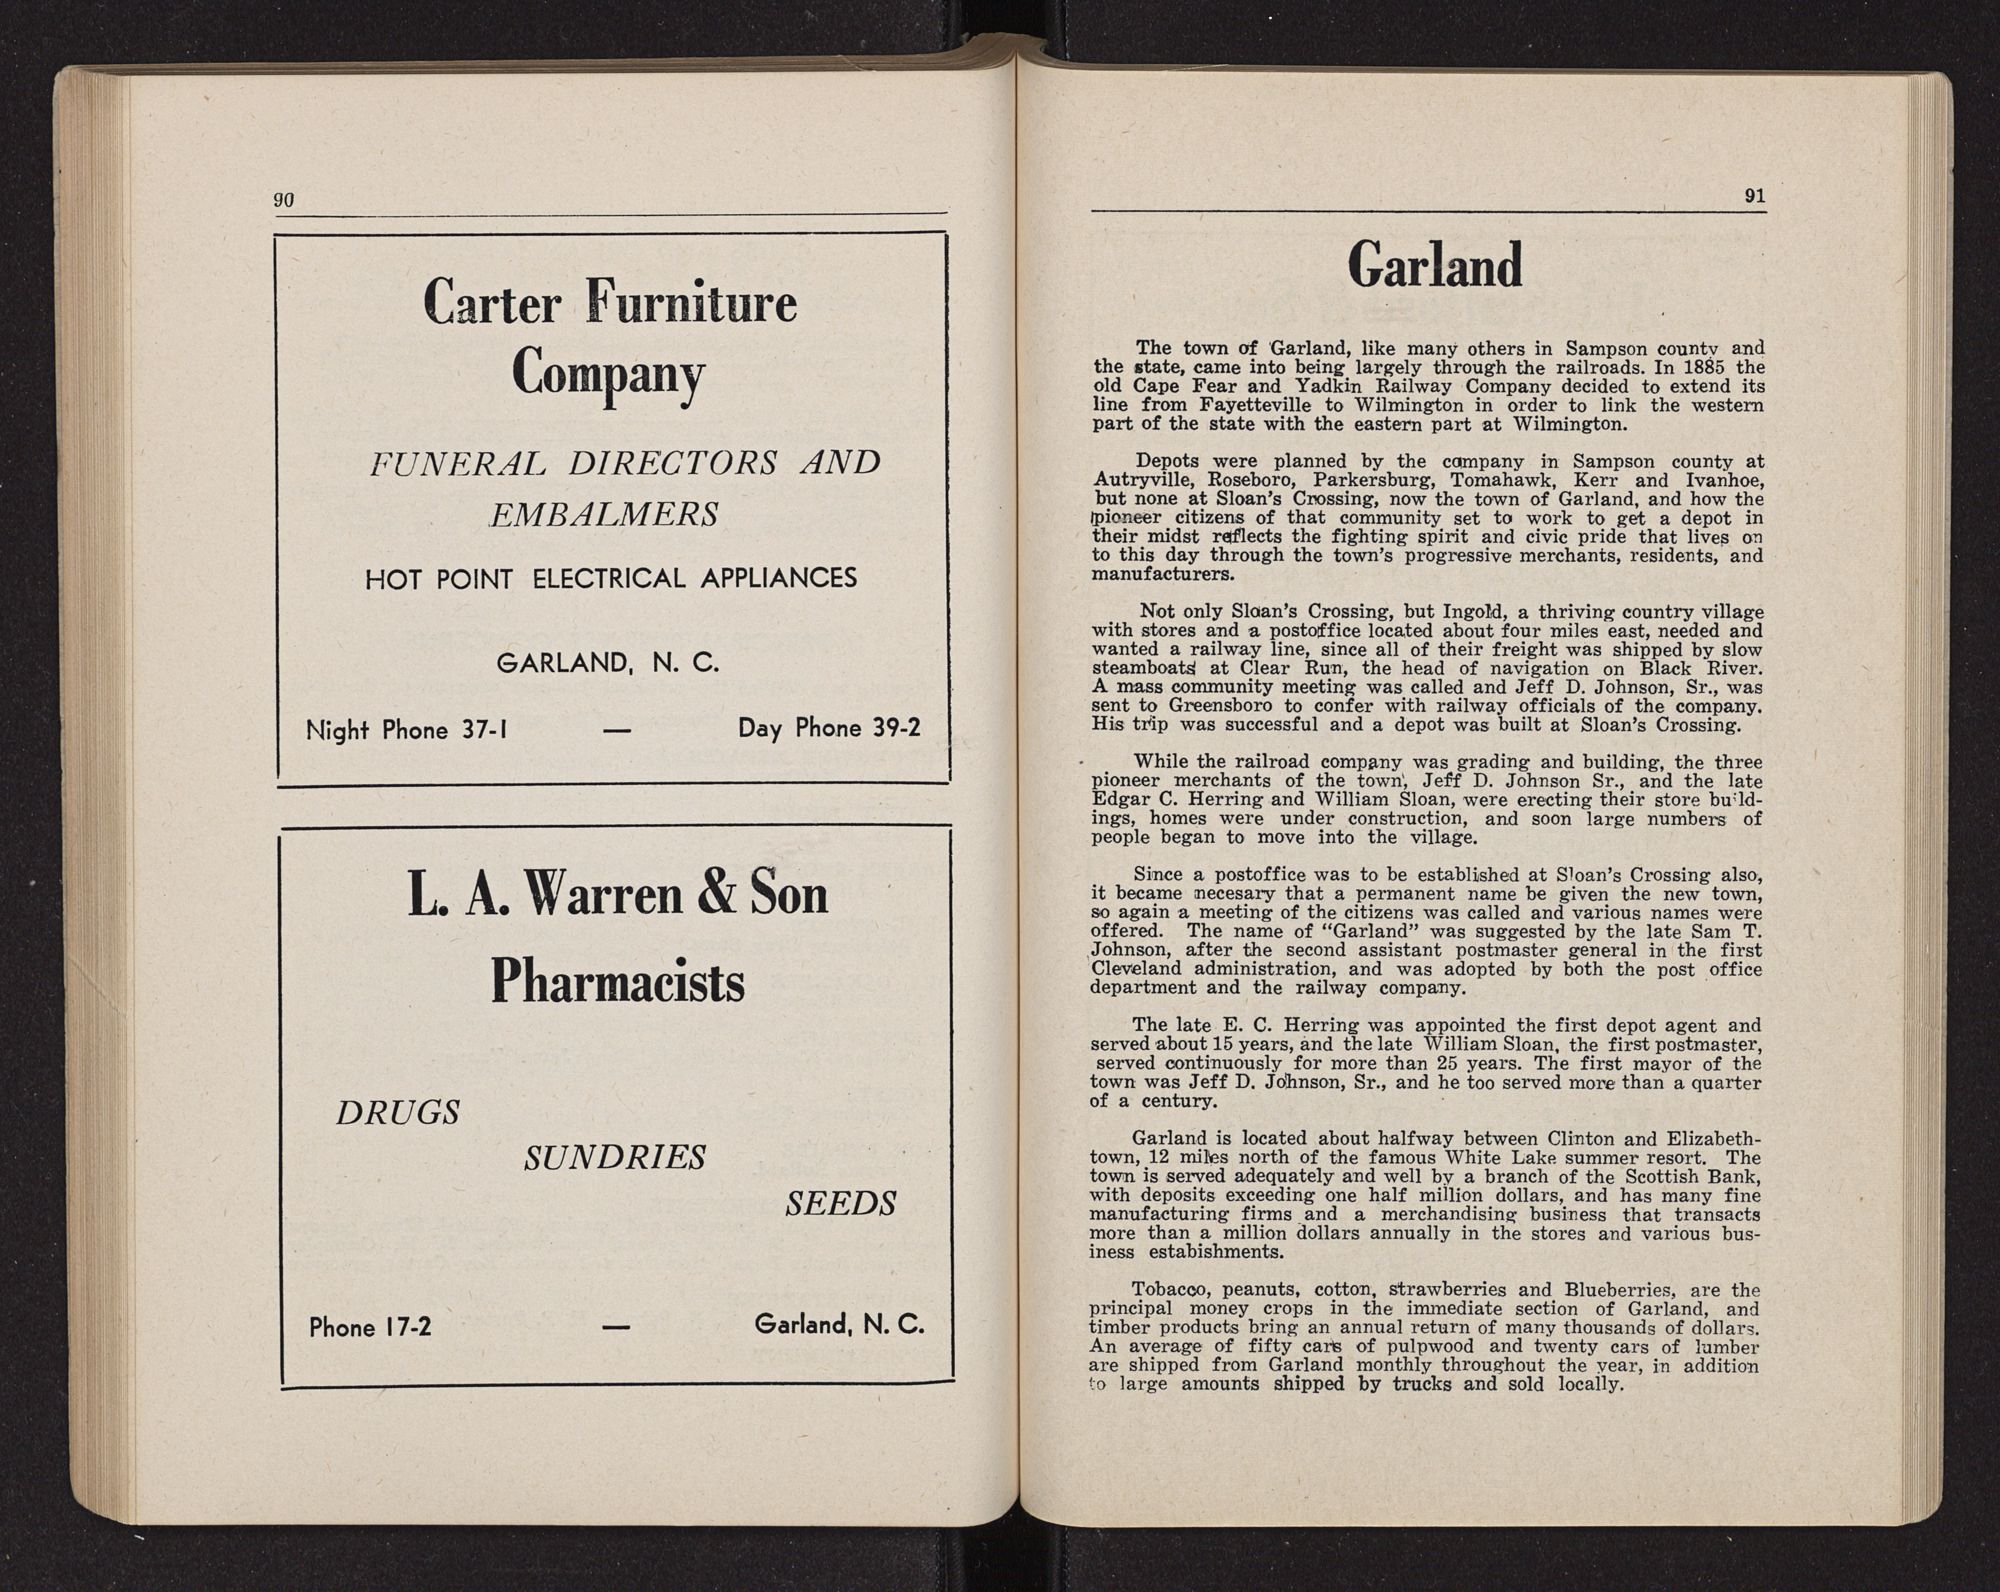 90
Carter Furniture
Company
FUNERAL DIRECTORS AND
EMBALMERS
HOT POINT ELECTRICAL APPLIANCES
GARLAND, N. C.
Night Phone 37-1 — Day Phone 39-2
L. A. Warren & Son
Pharmacists
DRUGS
SUNDRIES
SEEDS
Phone 17-2 — Garland, N. C.
91
Garland
The town of Garland, like many others in Sampson county and
the state, came into being largely through the railroads. In 1885 the
old Cape Fear and Yadkin Railway Company decided to extend its
line from Fayetteville to Wilmington in order to link the western
part of the state with the eastern part at Wilmington.
Depots were planned by the company in Sampson county at
Autryville, Roseboro, Parkersburg, Tomahawk, Kerr and Ivanhoe,
but none at Sloan's Crossing, now the town of Garland, and how the
pioneer citizens of that community set to work to get a depot in
their midst reflects the fighting spirit and civic pride that lives on
to this day through the town's progressive merchants, residents, and
manufacturers.
Not only Sloan's Crossing, but Ingold, a thriving country village
with stores and a postoffice located about four miles east, needed and
wanted a railway line, since all of their freight was shipped by slow
steamboats at Clear Run, the head of navigation on Black River.
A mass community meeting was called and Jeff D. Johnson, Sr., was
sent to Greensboro to confer with railway officials of the company.
His trip was successful and a depot was built at Sloan's Crossing.
While the railroad company was grading and building, the three
pioneer merchants of the town, Jeff D. Johnson Sr., and the late
Edgar C. Herring and William Sloan, were erecting their store build-
ings, homes were under construction, and soon large numbers of
people began to move into the village.
Since a postoffice was to be established at Sloan's Crossing also,
it became necesary that a permanent name be given the new town,
so again a meeting of the citizens was called and various names were
offered. The name of "Garland" was suggested by the late Sam T.
Johnson, after the second assistant postmaster general in the first
Cleveland administration, and was adopted by both the post office
department and the railway company.
The late E. C. Herring was appointed the first depot agent and
served about 15 years, and the late William Sloan, the first postmaster,
served continuously for more than 25 years. The first mayor of the
town was Jeff D. Johnson, Sr., and he too served more than a quarter
of a century.
Garland is located about halfway between Clinton and Elizabeth-
town, 12 miles north of the famous White Lake summer resort. The
town is served adequately and well by a branch of the Scottish Bank,
with deposits exceeding one half million dollars, and has many fine
manufacturing firms and a merchandising business that transacts
more than a million dollars annually in the stores and various bus-
iness estabishments.
Tobacco, peanuts, cotton, strawberries and Blueberries, are the
principal money crops in the immediate section of Garland, and
timber products bring an annual return of many thousands of dollars.
An average of fifty cars of pulpwood and twenty cars of lumber
are shipped from Garland monthly throughout the year, in addition
to large amounts shipped by trucks and sold locally.